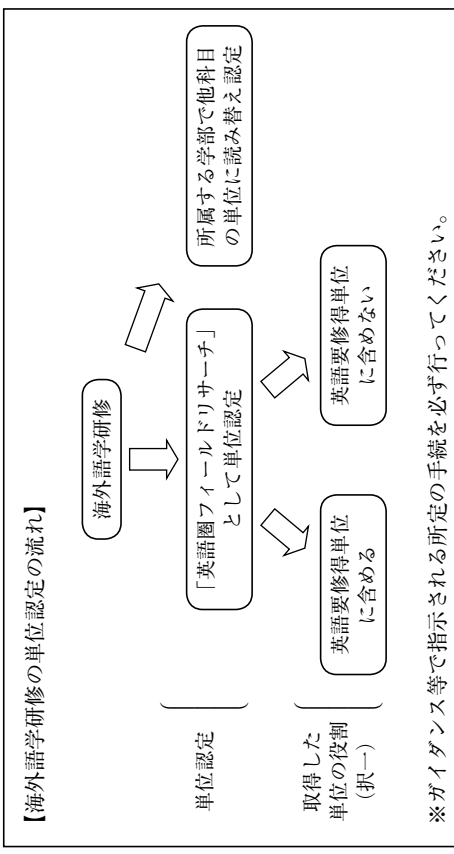 【海外語学研修の単位認定の流れ】
海外語学研修
単位認定
「英語圏フィールドリサーチ」
として単位認定
所属する学部で他科目
の単位に読み替え認定
取得した
単位の役割
(択一)
英語要修得単位
に含める
英語要修得単位
に含めない
※ガイダンス等で指示される所定の手続を必ず行ってください。